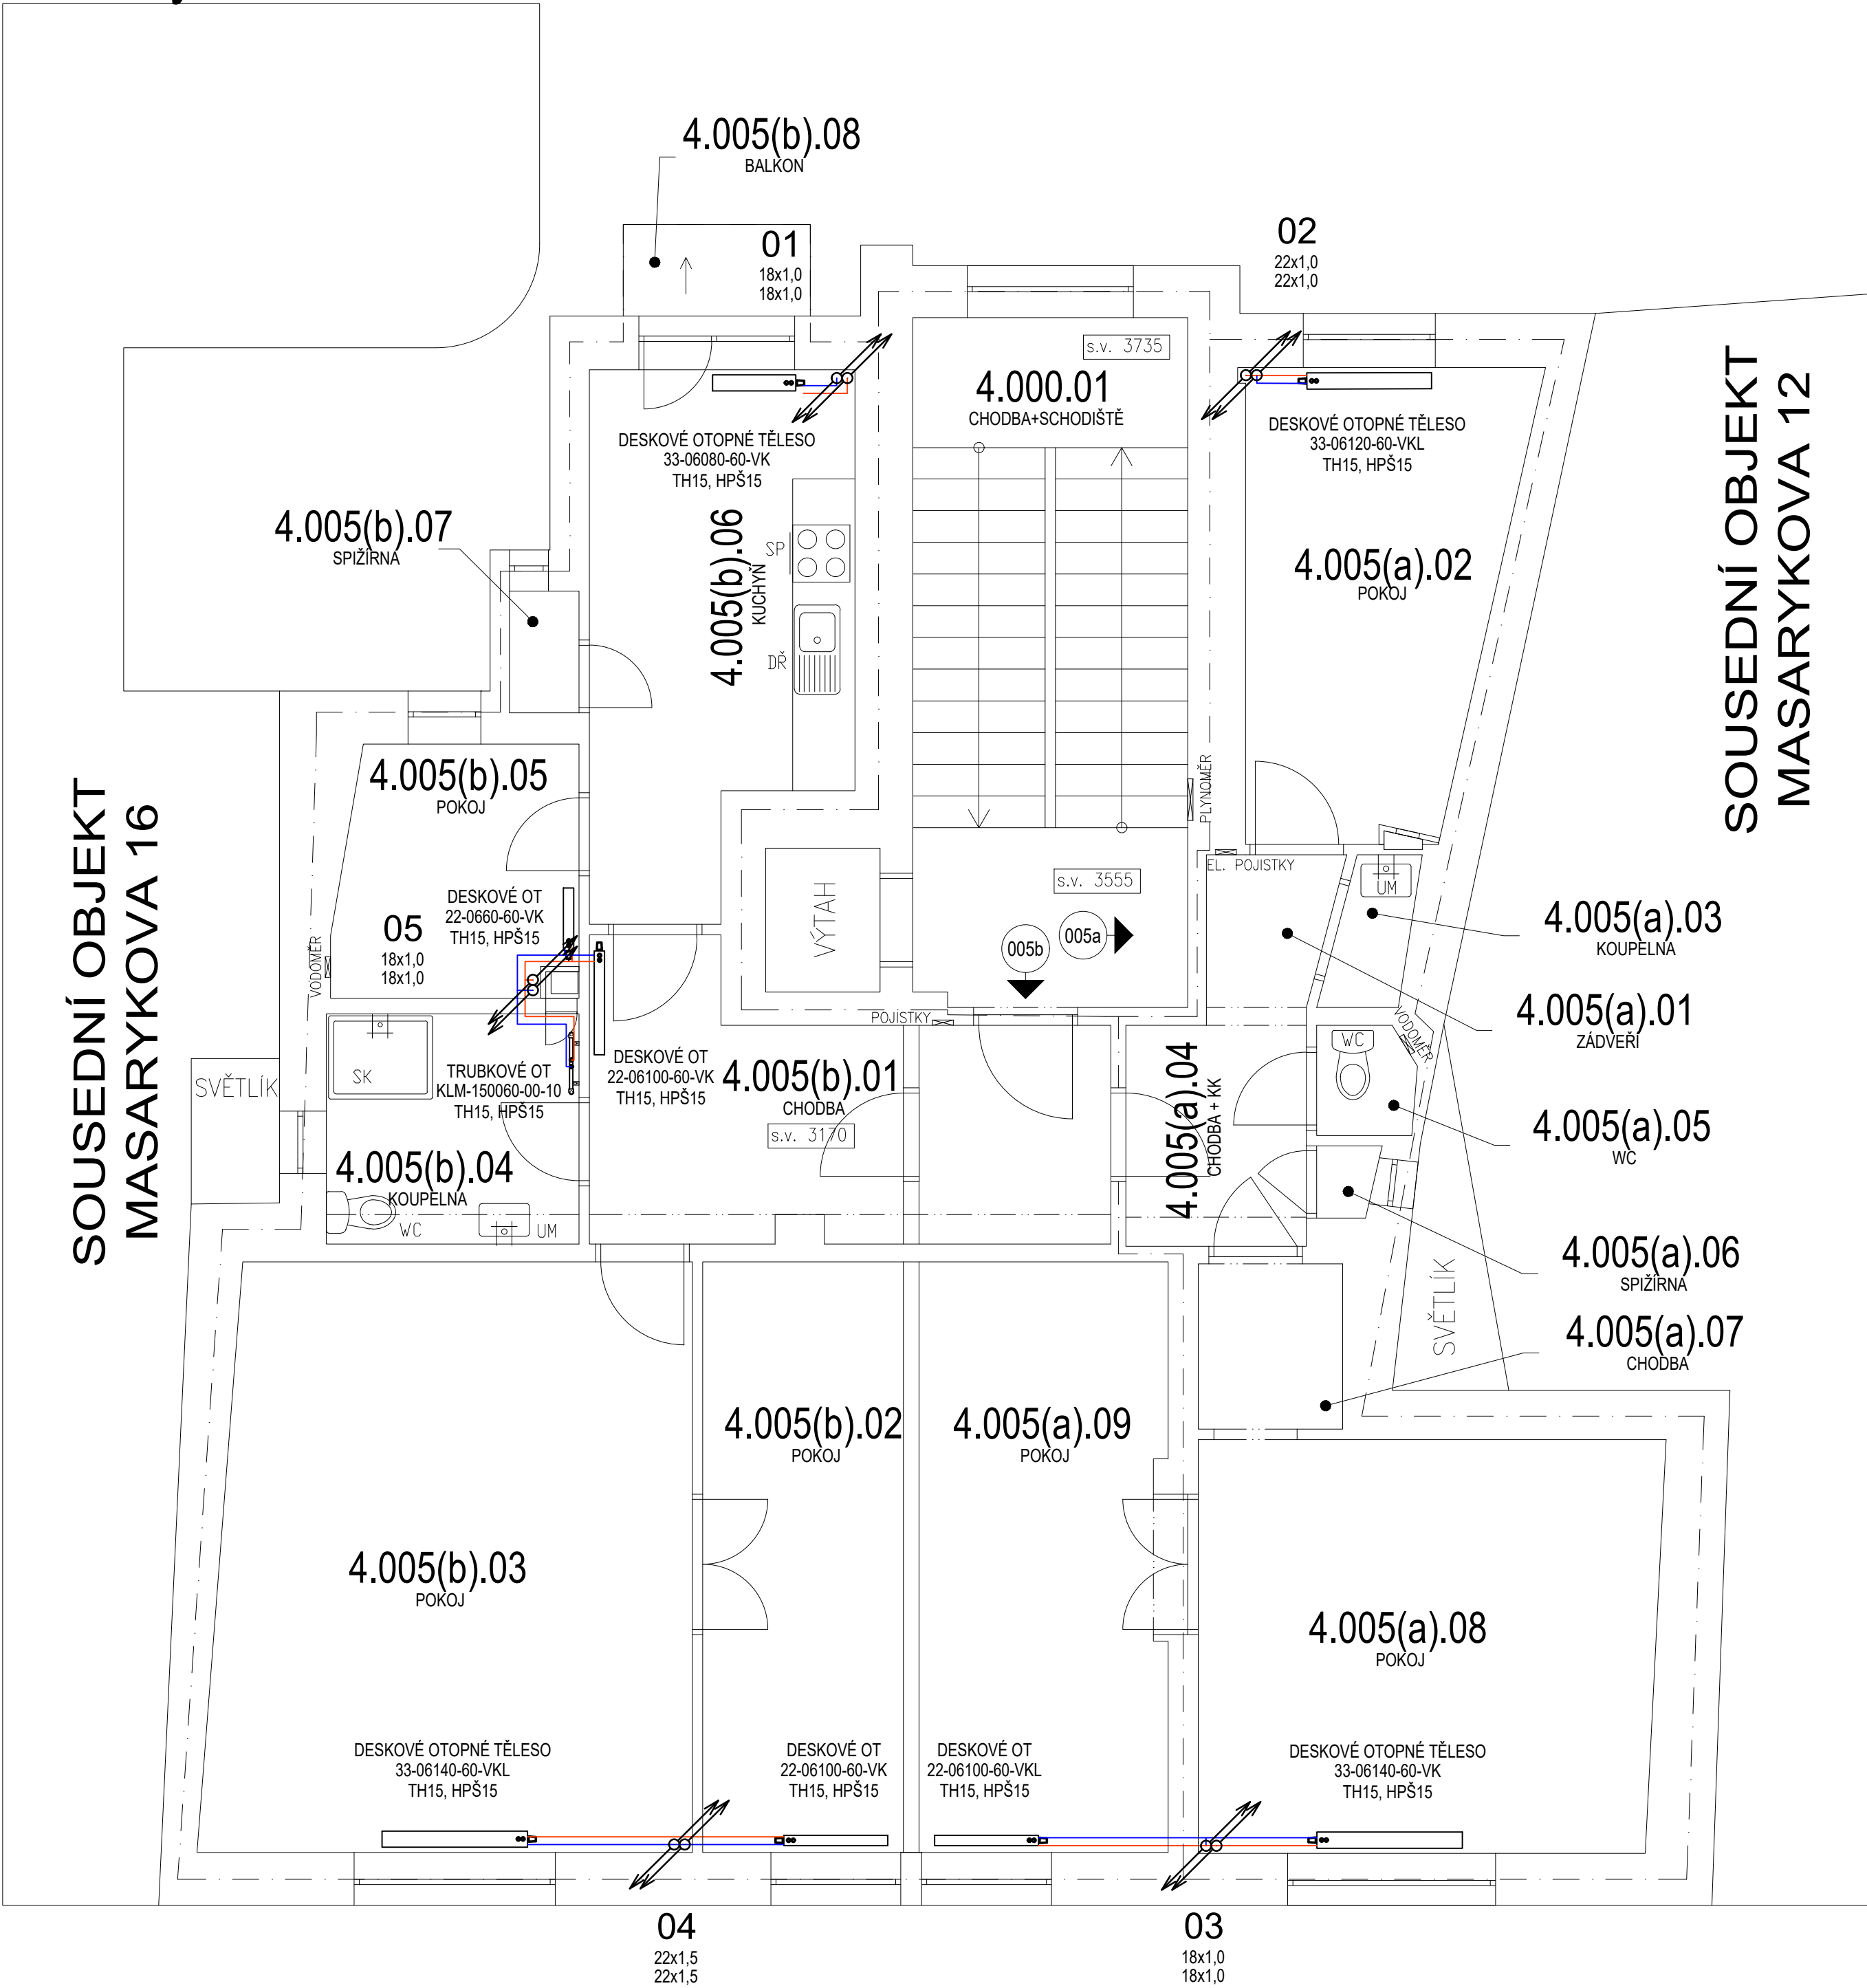 4.005(b).08
BALKON
01
18x1,0
18x1,0
02
22x1,0
22x1,0
s.v. 3735
4.000.01
CHODBA+SCHODIŠTĚ
DESKOVÉ OTOPNÉ TĚLESO
33-06080-60-VK
TH15, HPŠ15
DESKOVÉ OTOPNÉ TĚLESO
33-06120-60-VKL
TH15, HPŠ15
SOUSEDNÍ OBJEKT
MASARYKOVA 12
4.005(b).07
SPIŽÍRNA
4.005(b).06
KUCHYŇ
SP
DŘ
4.005(a).02
POKOJ
4.005(b).05
POKOJ
PLYNOMĚR
SOUSEDNÍ OBJEKT
MASARYKOVA 16
DESKOVÉ OT
22-0660-60-VK
TH15, HPŠ15
05
18x1,0
18x1,0
VODOMĚR
VÝTAH
s.v. 3555
EL. POJISTKY
UM
005b
005a
4.005(a).03
KOUPELNA
4.005(a).01
ZÁDVEŘÍ
POJISTKY
VODOMĚR
WC
SVĚTLÍK
SK
TRUBKOVÉ OT
KLM-150060-00-10
TH15, HPŠ15
DESKOVÉ OT
22-06100-60-VK
TH15, HPŠ15
4.005(b).01
CHODBA
s.v. 3170
4.005(a).04
CHODBA + KK
4.005(a).05
WC
4.005(b).04
KOUPELNA
WC
UM
4.005(a).06
SPIŽÍRNA
SVĚTLÍK
4.005(a).07
CHODBA
4.005(b).02
POKOJ
4.005(a).09
POKOJ
4.005(b).03
POKOJ
4.005(a).08
POKOJ
DESKOVÉ OTOPNÉ TĚLESO
33-06140-60-VKL
TH15, HPŠ15
DESKOVÉ OT
22-06100-60-VK
TH15, HPŠ15
DESKOVÉ OT
22-06100-60-VKL
TH15, HPŠ15
DESKOVÉ OTOPNÉ TĚLESO
33-06140-60-VK
TH15, HPŠ15
04
22x1,5
22x1,5
03
18x1,0
18x1,0